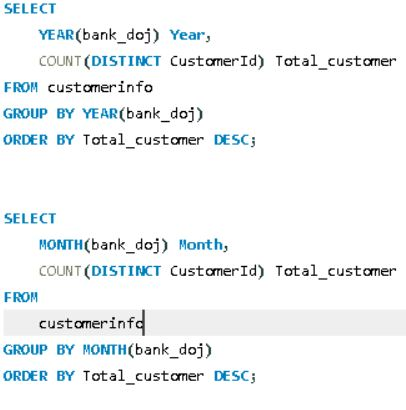 SELECT
YEAR(bank_doj) Year,
COUNT(DISTINCT CustomerId) Total_customer
FROM customerinfo
GROUP BY YEAR(bank_doj)
ORDER BY Total_customer DESC;
SELECT
MONTH(bank_doj) Month,
COUNT(DISTINCT CustomerId) Total_customer
FROM
customerinfo
GROUP BY MONTH(bank_doj)
ORDER BY Total_customer DESC;